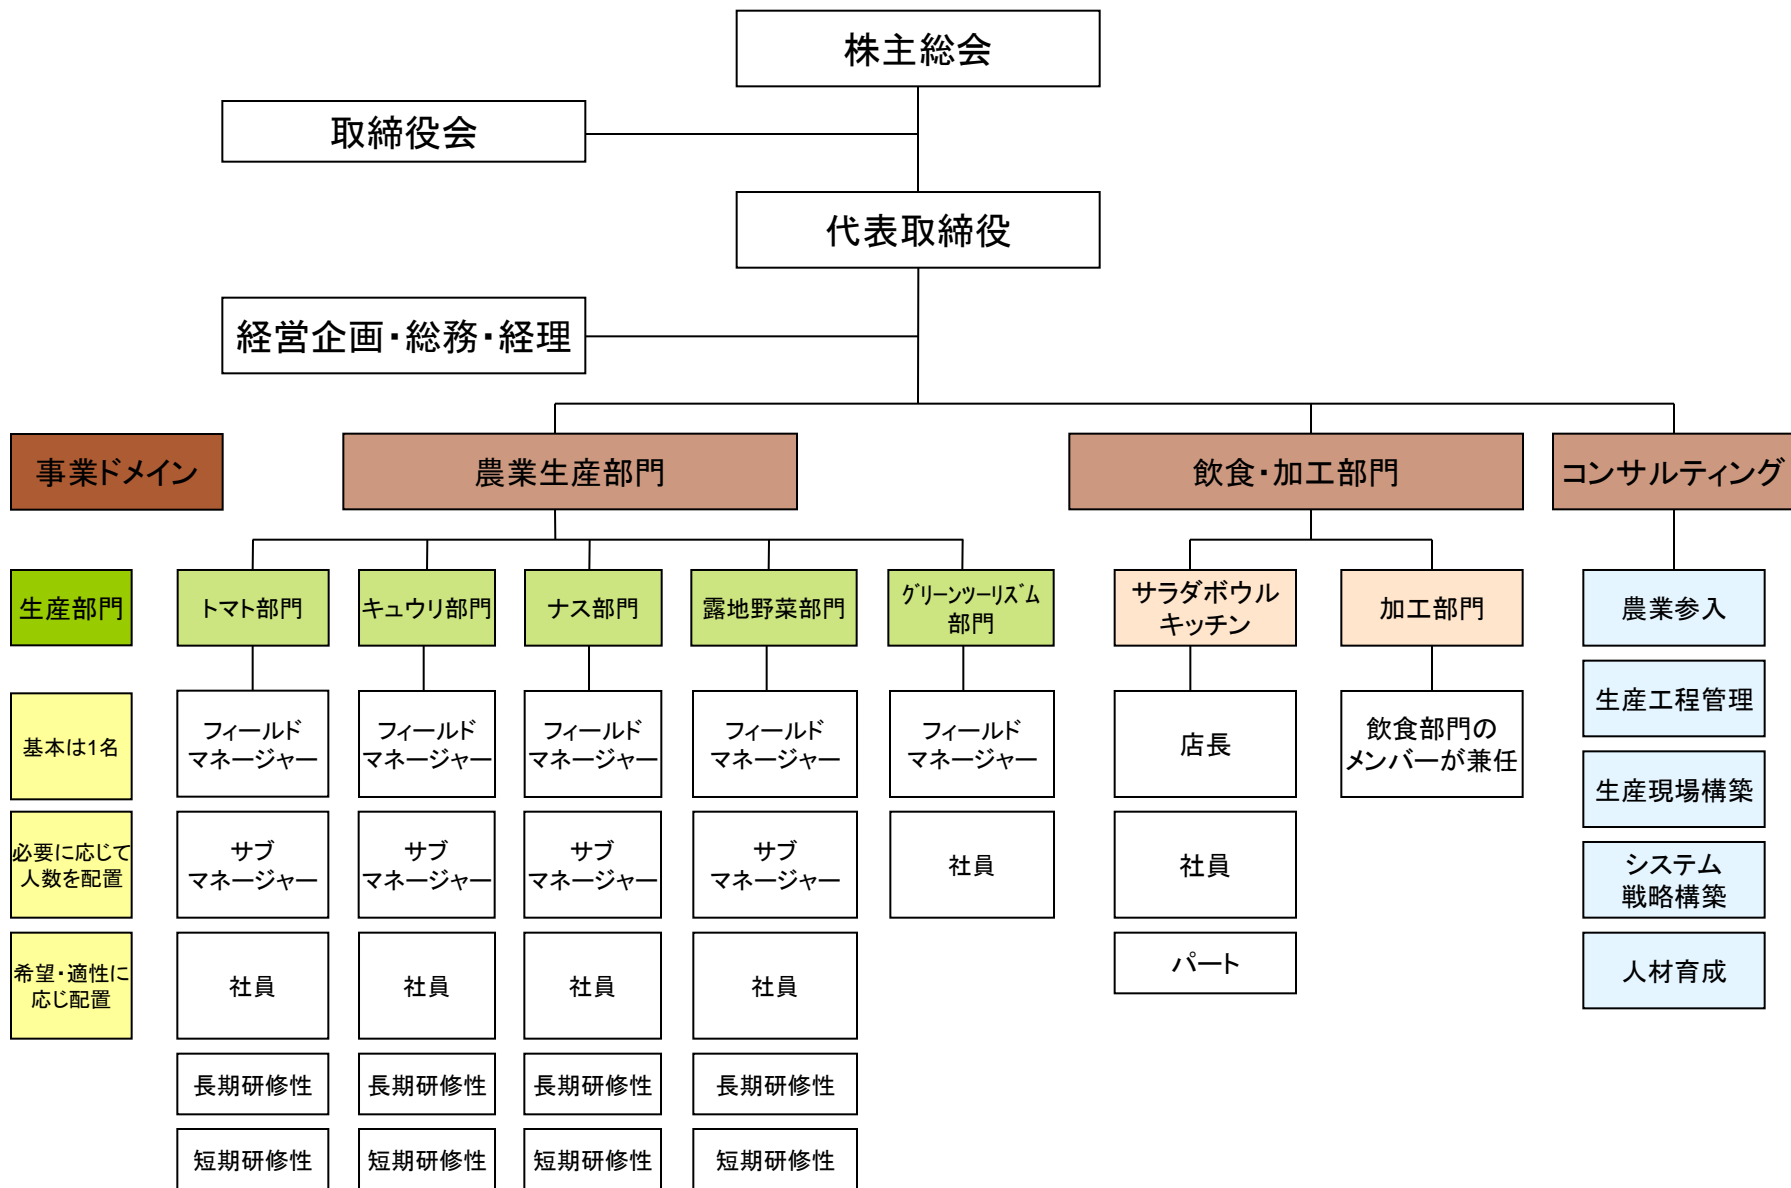 株主総会
取締役会
代表取締役
経営企画・総務・経理
事業ドメイン
農業生産部門
飲食・加工部門
コンサルティング
生産部門
トマト部門
キュウリ部門
ナス部門
露地野菜部門
ｸﾞﾘｰﾝﾂｰﾘｽﾞﾑ
部門
サラダボウル
キッチン
加工部門
農業参入
生産工程管理
基本は1名
フィールド
マネージャー
フィールド
マネージャー
フィールド
マネージャー
フィールド
マネージャー
フィールド
マネージャー
店長
飲食部門の
メンバーが兼任
生産現場構築
必要に応じて
人数を配置
サブ
マネージャー
サブ
マネージャー
サブ
マネージャー
サブ
マネージャー
社員
社員
システム
戦略構築
希望・適性に
応じ配置
社員
社員
社員
社員
パート
人材育成
長期研修性
長期研修性
長期研修性
長期研修性
短期研修性
短期研修性
短期研修性
短期研修性